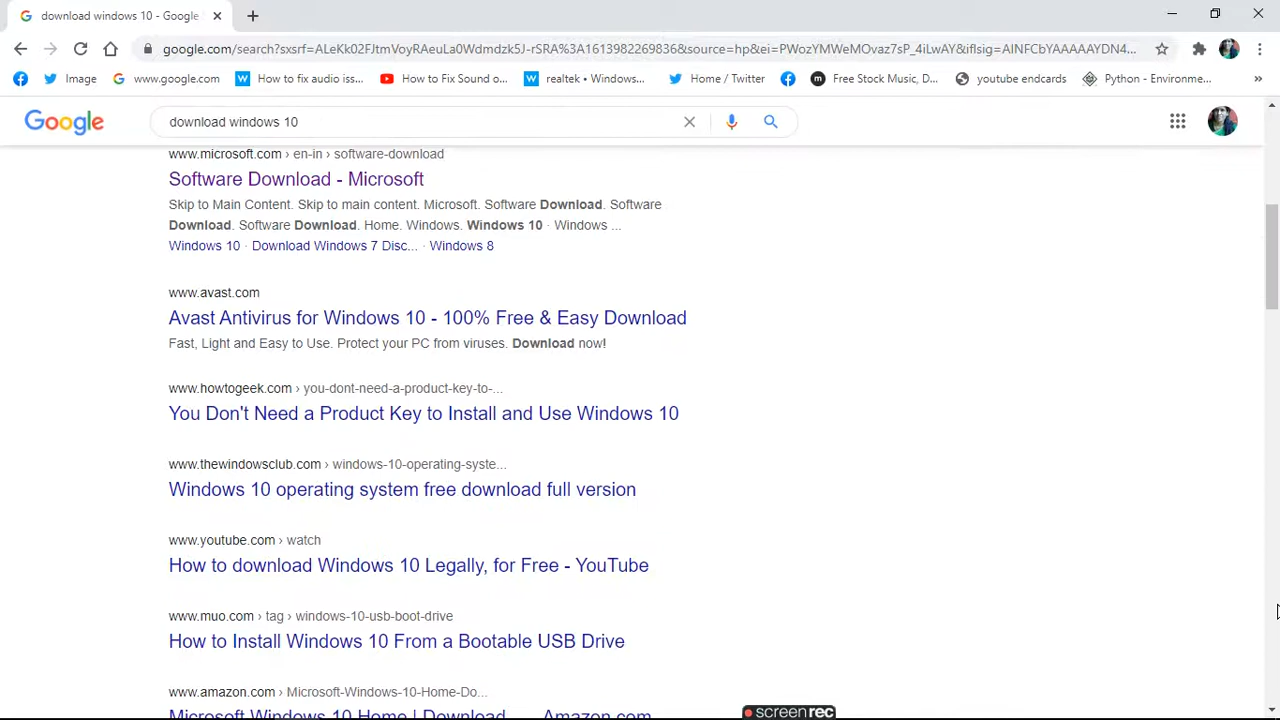 download windows 10 - Google
google.com/search?sxsrf=ALeKk02FJtmVoyRAeuLa0Wdmdzk5J-rSRA%3A1613982269836&source=hp&ei=PWozYMWeMOvaz7sP_4iLwAY&iflsig=AINFCbYAAAAAYDN4...
Image www.google.com How to fix audio iss... How to Fix Sound o... realtek • Windows... Home / Twitter Free Stock Music, D... youtube endcards Python - Environme... »
Google download windows 10
www.microsoft.com › en-in › software-download
Software Download - Microsoft
Skip to Main Content. Skip to main content. Microsoft. Software Download. Software
Download. Software Download. Home. Windows. Windows 10 · Windows ...
Windows 10 · Download Windows 7 Disc... · Windows 8
www.avast.com
Avast Antivirus for Windows 10 - 100% Free & Easy Download
Fast, Light and Easy to Use. Protect your PC from viruses. Download now!
www.howtogeek.com › you-dont-need-a-product-key-to-...
You Don't Need a Product Key to Install and Use Windows 10
www.thewindowsclub.com › windows-10-operating-syste...
Windows 10 operating system free download full version
www.youtube.com › watch
How to download Windows 10 Legally, for Free - YouTube
www.muo.com › tag › windows-10-usb-boot-drive
How to Install Windows 10 From a Bootable USB Drive
www.amazon.com › Microsoft-Windows-10-Home-Do...
Microsoft Windows 10 Home | Download ... - Amazon.com
screenrec